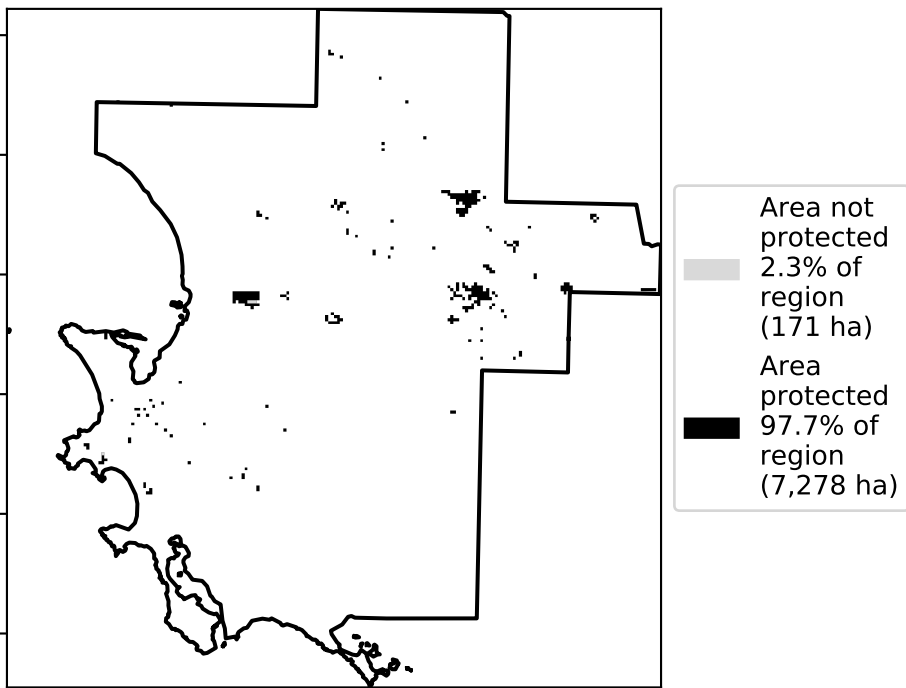 Area not
protected
2.3% of
region
(171 ha)
Area
protected
97.7% of
region
(7,278 ha)